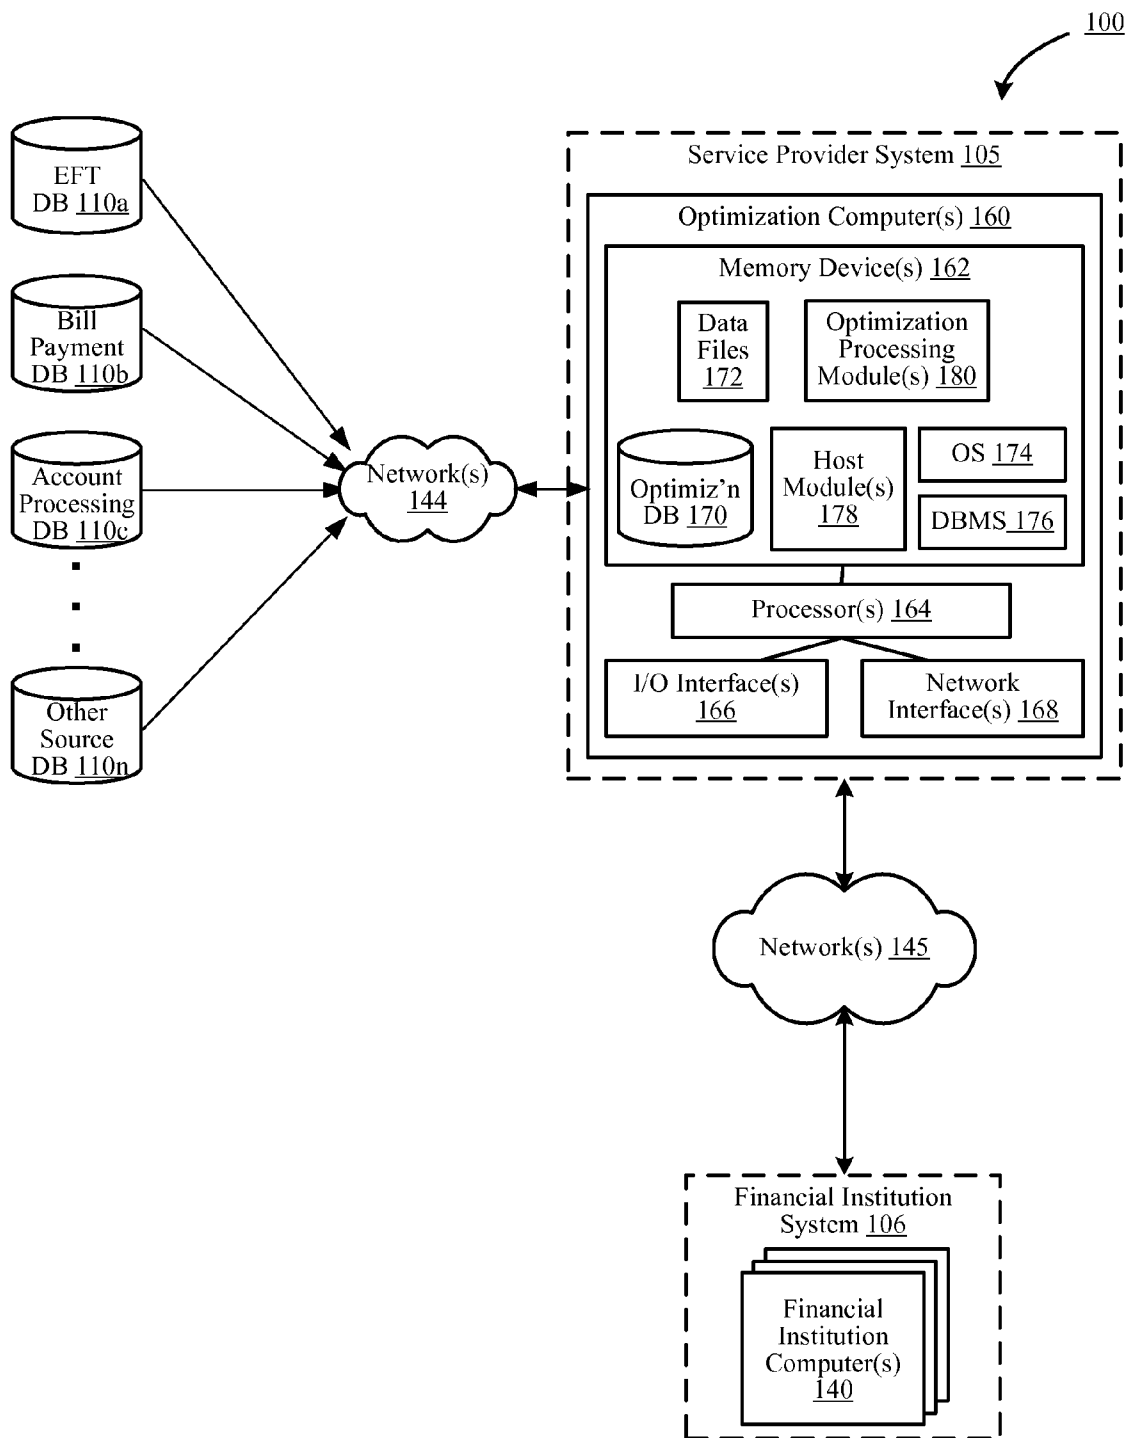 100
EFT
DB 110a
Bill
Payment
DB 110b
Account
Processing
DB 110c
Other
Source
DB 110n
Network(s)
144
Service Provider System 105
Optimization Computer(s) 160
Memory Device(s) 162
Data
Files
172
Optimization
Processing
Module(s) 180
Optimiz'n
DB 170
Host
Module(s)
178
OS 174
DBMS 176
Processor(s) 164
I/O Interface(s)
166
Network
Interface(s) 168
Network(s) 145
Financial Institution
System 106
Financial
Institution
Computer(s)
140